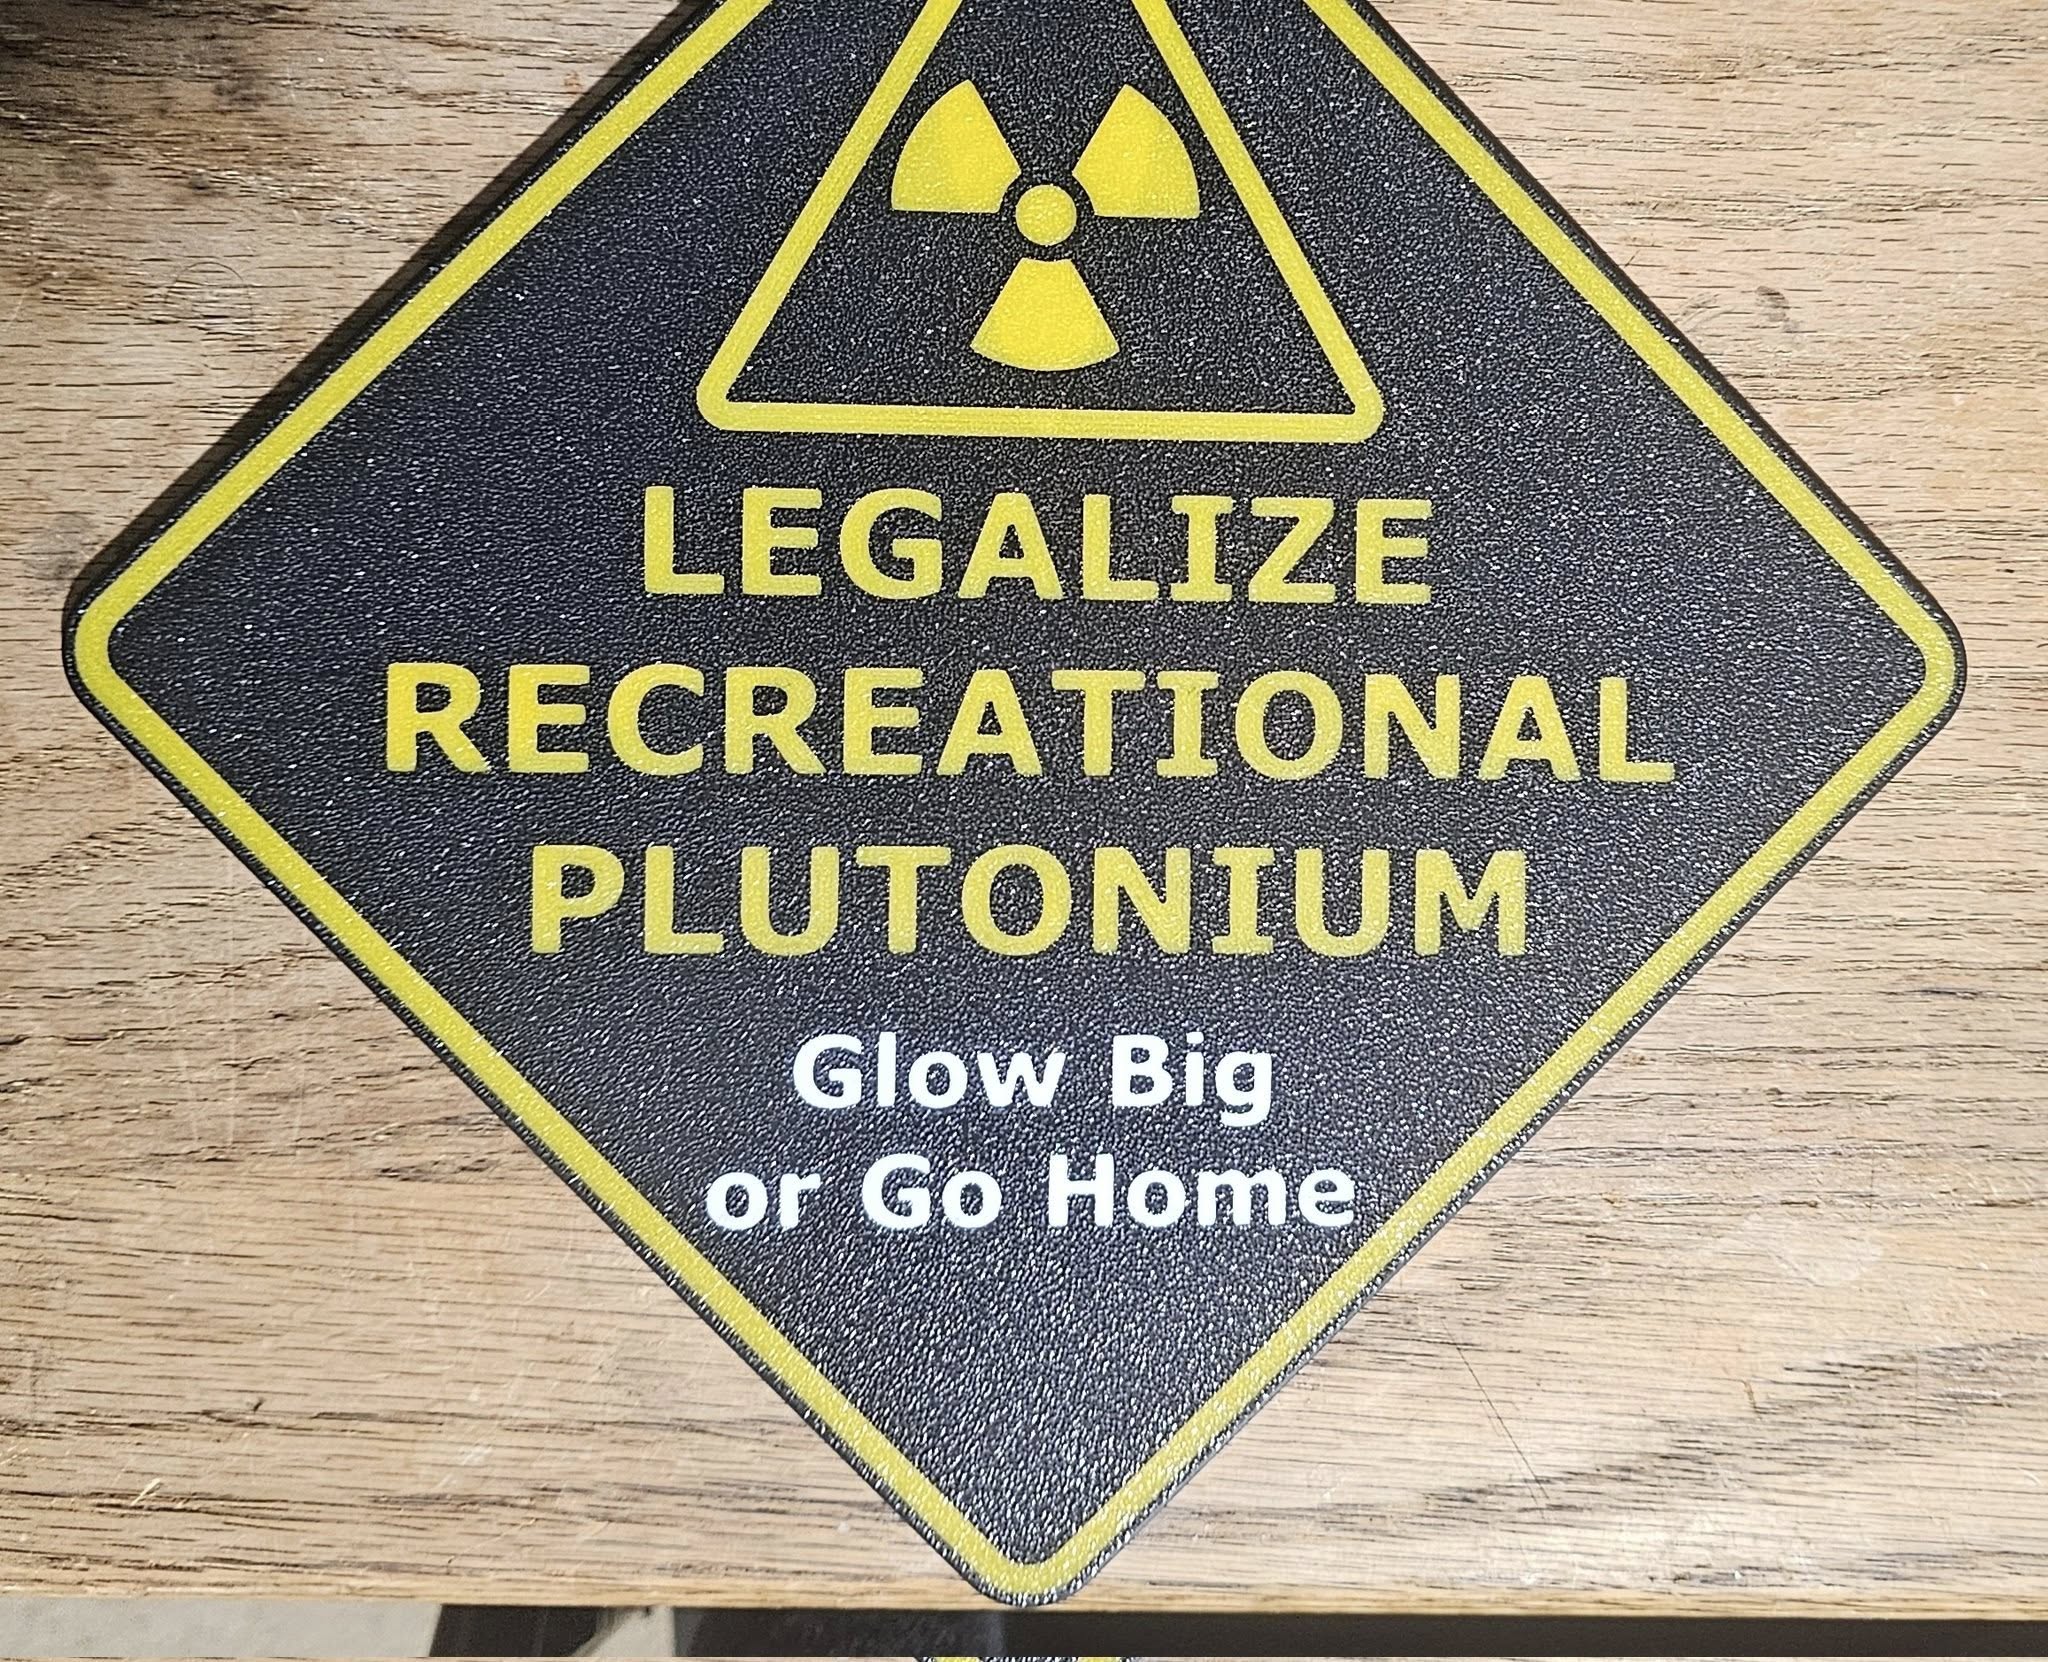 LEGALIZE
RECREATIONAL
PLUTONIUM
Glow Big
or Go Home